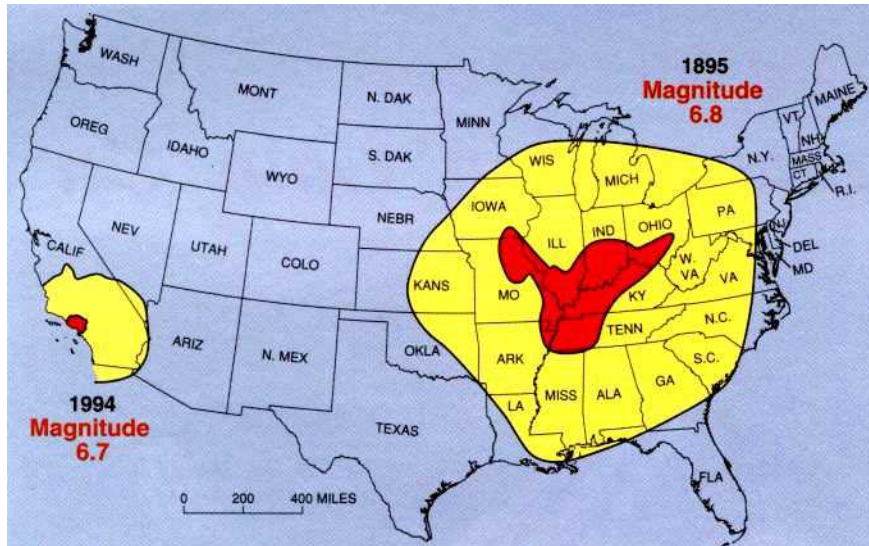 WASH
MONT
N. DAK
MINN
1895
Magnitude
6.8
MAINE
VT.
NH
OREG
IDAHO
S. DAK
WIS
MICH
N.Y.
MASS
CT
R.I.
WYO
IOWA
NEBR
PA
NEV
UTAH
COLO
ILL
IND
OHIO
DEL
MD
CALIF
KANS
MO
W.
VA
VA
KY
ARIZ
N. MEX
OKLA
ARK
TENN
N.C.
S.C.
1994
Magnitude
6.7
TEXAS
LA
MISS
ALA
GA
FLA
0 200 400 MILES